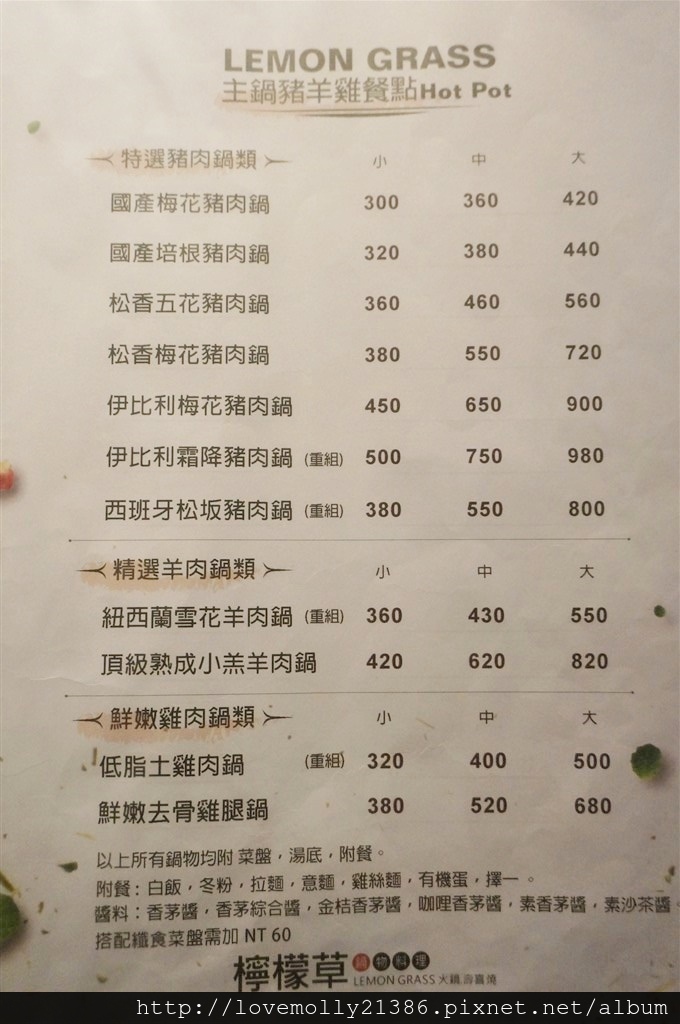 LEMON GRASS
主鍋豬羊雞餐點Hot Pot
特選豬肉鍋類 小 中 大
國產梅花豬肉鍋 300 360 420
國產培根豬肉鍋 320 380 440
松香五花豬肉鍋 360 460 560
松香梅花豬肉鍋 380 550 720
伊比利梅花豬肉鍋 450 650 900
伊比利霜降豬肉鍋 (重組) 500 750 980
西班牙松坂豬肉鍋 (重組) 380 550 800
精選羊肉鍋類 小 中 大
紐西蘭雪花羊肉鍋 (重組) 360 430 550
頂級熟成小羔羊肉鍋 420 620 820
鮮嫩雞肉鍋類 小 中 大
低脂土雞肉鍋 (重組) 320 400 500
鮮嫩去骨雞腿鍋 380 520 680
以上所有鍋物均附 菜盤，湯底，附餐。
附餐：白飯，冬粉，拉麵，意麵，雞絲麵，有機蛋，擇一 。
醬料：香茅醬，香茅綜合醬，金桔香茅醬，咖哩香茅醬，素香茅醬，素沙茶醬。
搭配纖食菜盤需加 NT 60
檸檬草 鍋物料理
LEMON GRASS 火鍋.壽喜燒
http://lovemolly21386.pixnet.net/album